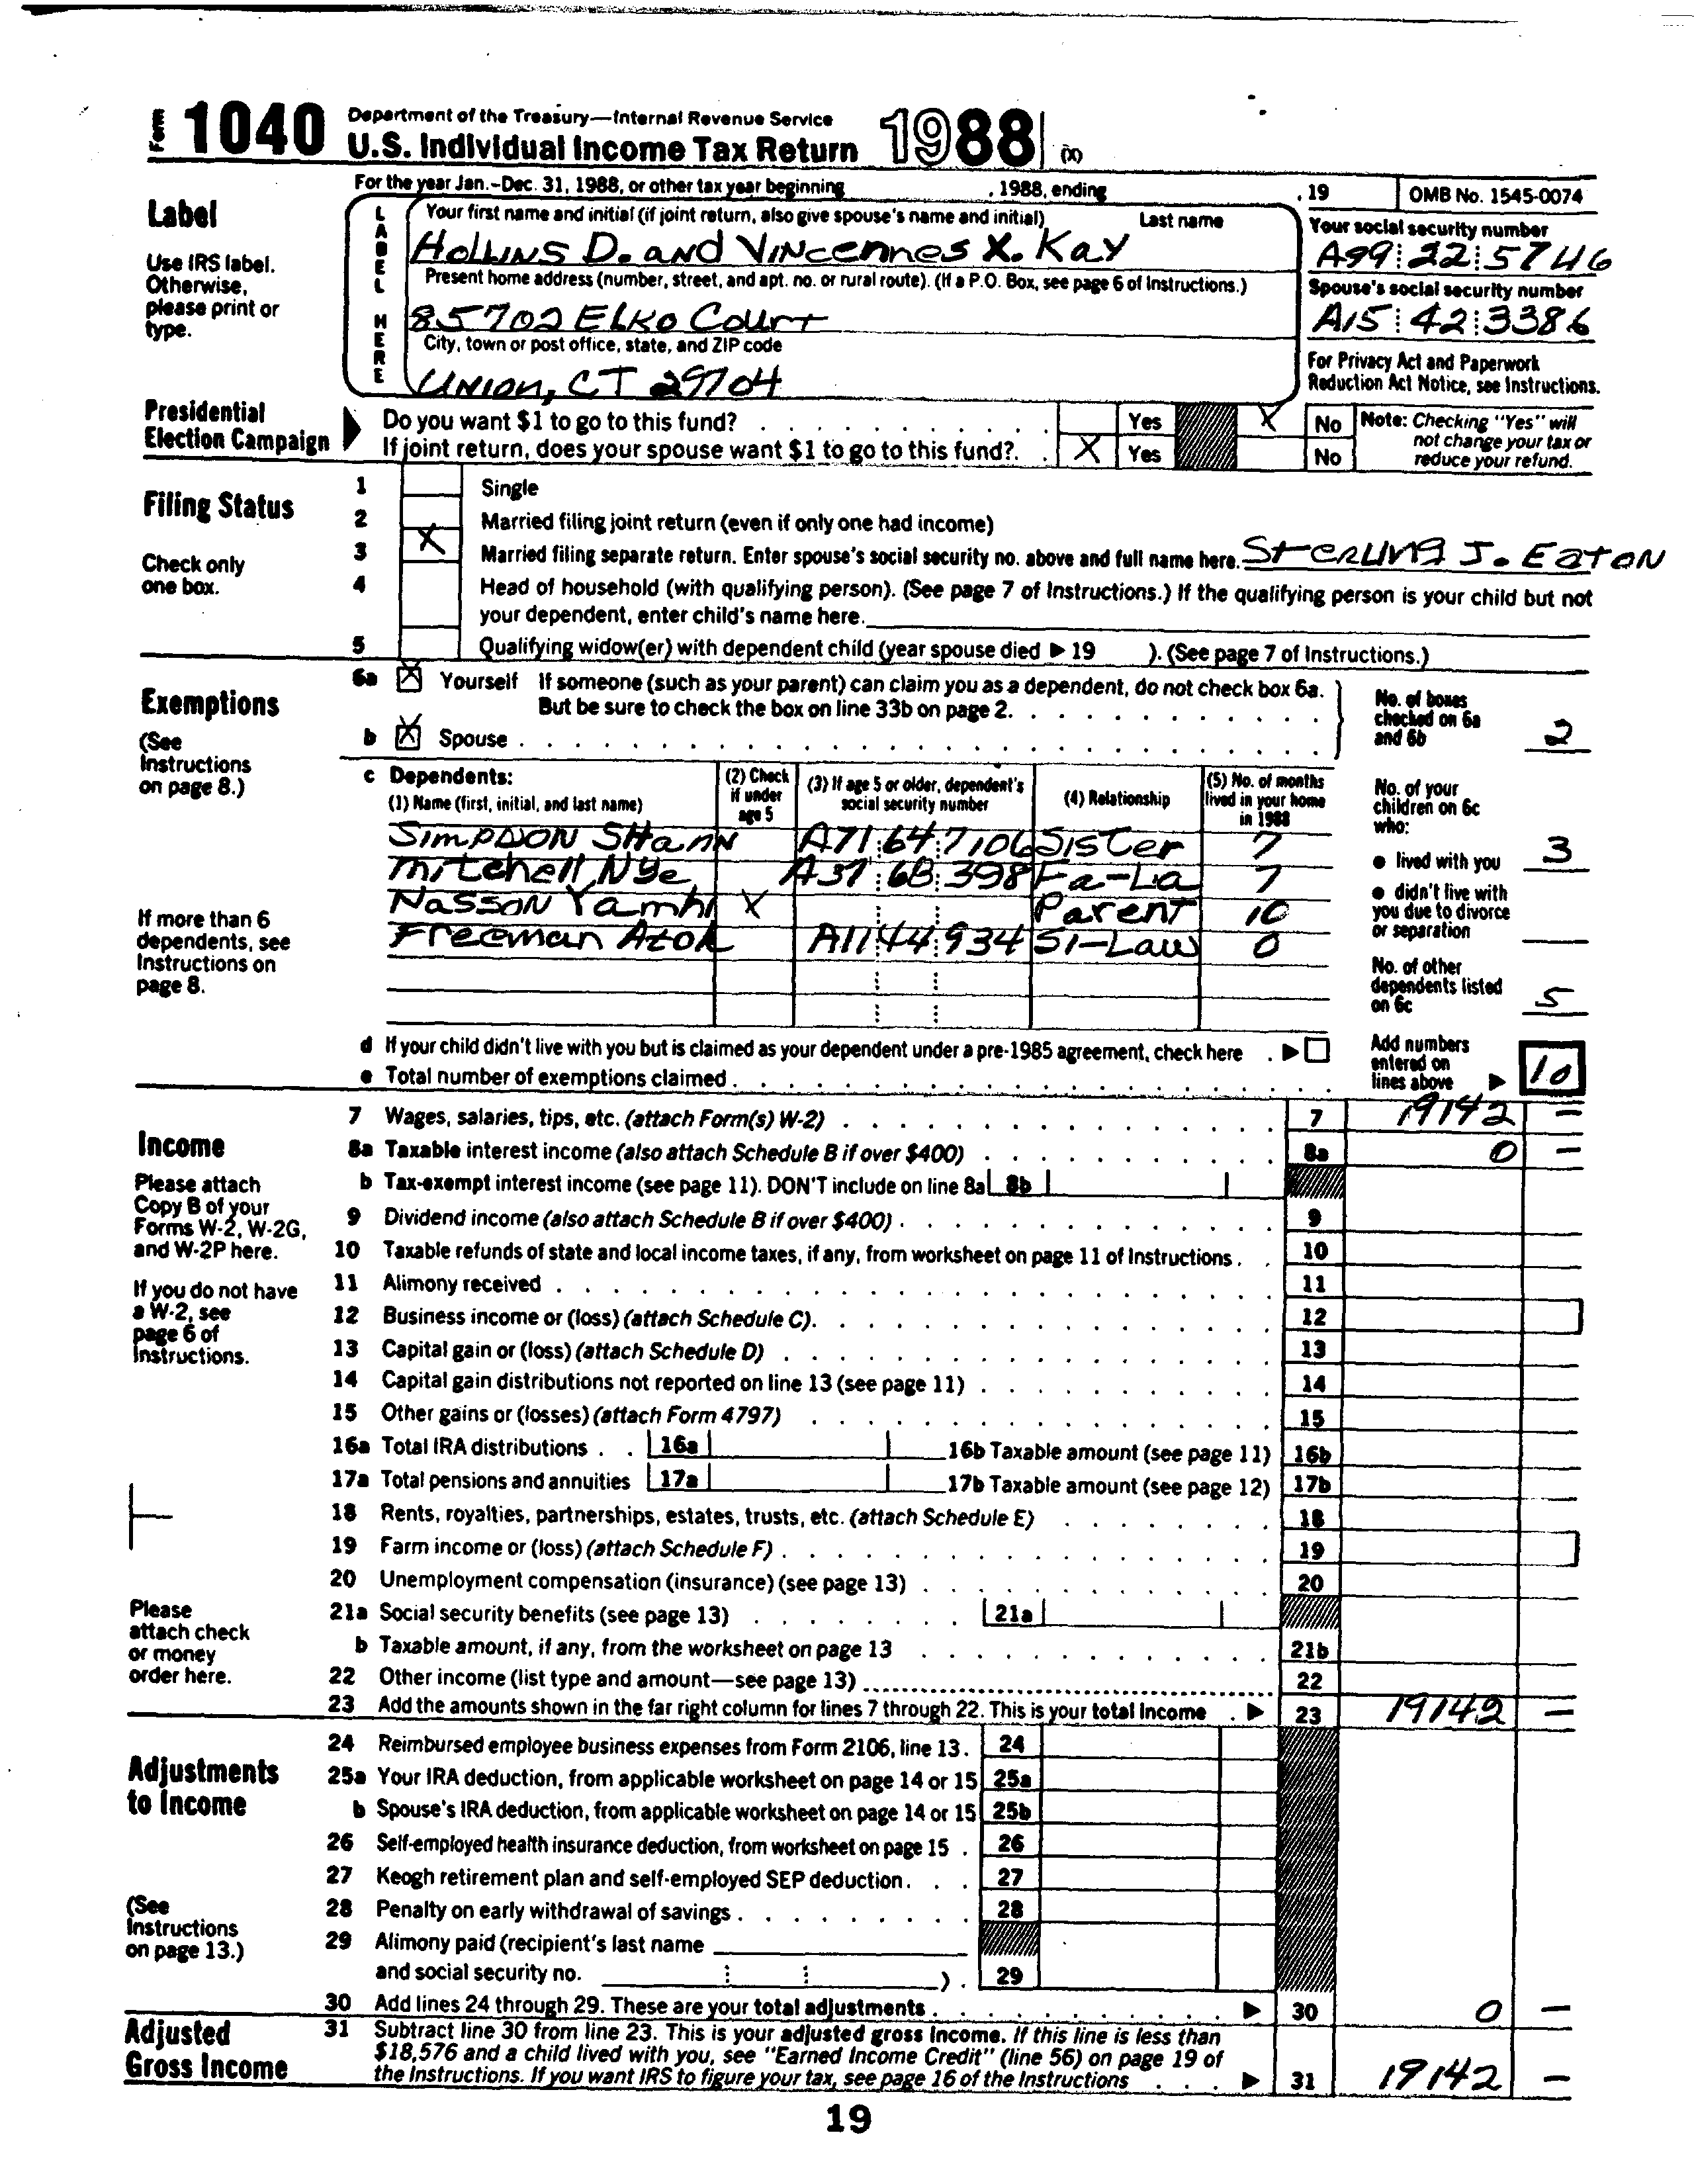 Form 1040 Department of the Treasury—Internal Revenue Service
U.S. Individual Income Tax Return 1988 (X)
For the year Jan.–Dec. 31, 1988, or other tax year beginning , 1988, ending , 19 OMB No. 1545-0074
Label
Use IRS label.
Otherwise,
please print or
type.
LABEL HERE
Your first name and initial (if joint return, also give spouse's name and initial) Last name
Hollins D. and Vincennes X. Kay
Your social security number
A99 22 5746
Present home address (number, street, and apt. no. or rural route). (If a P.O. Box, see page 6 of Instructions.)
85702 Elko Court
Spouse's social security number
A15 42 3386
City, town or post office, state, and ZIP code
Union, CT 29704
For Privacy Act and Paperwork
Reduction Act Notice, see Instructions.
Presidential
Election Campaign
Do you want $1 to go to this fund? . . . Yes X No
If joint return, does your spouse want $1 to go to this fund?. . X Yes No
Note: Checking "Yes" will
not change your tax or
reduce your refund.
Filing Status
Check only
one box.
1 Single
2 Married filing joint return (even if only one had income)
3 X Married filing separate return. Enter spouse's social security no. above and full name here. Sterling J. Eaton
4 Head of household (with qualifying person). (See page 7 of Instructions.) If the qualifying person is your child but not
your dependent, enter child's name here.
5 Qualifying widow(er) with dependent child (year spouse died ▶ 19 ). (See page 7 of Instructions.)
Exemptions
(See
Instructions
on page 8.)
If more than 6
dependents, see
Instructions on
page 8.
6a X Yourself If someone (such as your parent) can claim you as a dependent, do not check box 6a.
But be sure to check the box on line 33b on page 2.
b X Spouse
No. of boxes
checked on 6a
and 6b 2
c Dependents:
(1) Name (first, initial, and last name)
(2) Check
if under
age 5
(3) If age 5 or older, dependent's
social security number
(4) Relationship
(5) No. of months
lived in your home
in 1988
Simpson Shann A71 64 7106 Sister 7
Mitchell Nye A37 68 398 Fa-La 7
Nasson Yamhi X Parent 10
Freeman Azok A11 44 934 Si-Law 0
No. of your
children on 6c
who:
● lived with you 3
● didn't live with
you due to divorce
or separation
No. of other
dependents listed
on 6c 5
d If your child didn't live with you but is claimed as your dependent under a pre-1985 agreement, check here . ▶
e Total number of exemptions claimed
Add numbers
entered on
lines above ▶ 10
Income
Please attach
Copy B of your
Forms W-2, W-2G,
and W-2P here.
If you do not have
a W-2, see
page 6 of
Instructions.
Please
attach check
or money
order here.
7 Wages, salaries, tips, etc. (attach Form(s) W-2) 7 19142 —
8a Taxable interest income (also attach Schedule B if over $400) 8a 0 —
b Tax-exempt interest income (see page 11). DON'T include on line 8a 8b
9 Dividend income (also attach Schedule B if over $400) 9
10 Taxable refunds of state and local income taxes, if any, from worksheet on page 11 of Instructions 10
11 Alimony received 11
12 Business income or (loss) (attach Schedule C) 12
13 Capital gain or (loss) (attach Schedule D) 13
14 Capital gain distributions not reported on line 13 (see page 11) 14
15 Other gains or (losses) (attach Form 4797) 15
16a Total IRA distributions 16a 16b Taxable amount (see page 11) 16b
17a Total pensions and annuities 17a 17b Taxable amount (see page 12) 17b
18 Rents, royalties, partnerships, estates, trusts, etc. (attach Schedule E) 18
19 Farm income or (loss) (attach Schedule F) 19
20 Unemployment compensation (insurance) (see page 13) 20
21a Social security benefits (see page 13) 21a
b Taxable amount, if any, from the worksheet on page 13 21b
22 Other income (list type and amount—see page 13) 22
23 Add the amounts shown in the far right column for lines 7 through 22. This is your total income . ▶ 23 19142 —
Adjustments
to Income
(See
Instructions
on page 13.)
24 Reimbursed employee business expenses from Form 2106, line 13. 24
25a Your IRA deduction, from applicable worksheet on page 14 or 15 25a
b Spouse's IRA deduction, from applicable worksheet on page 14 or 15 25b
26 Self-employed health insurance deduction, from worksheet on page 15 . 26
27 Keogh retirement plan and self-employed SEP deduction. 27
28 Penalty on early withdrawal of savings 28
29 Alimony paid (recipient's last name
and social security no. ) . 29
30 Add lines 24 through 29. These are your total adjustments ▶ 30 0 —
Adjusted
Gross Income
31 Subtract line 30 from line 23. This is your adjusted gross income. If this line is less than
$18,576 and a child lived with you, see "Earned Income Credit" (line 56) on page 19 of
the Instructions. If you want IRS to figure your tax, see page 16 of the Instructions ▶ 31 19142 —
19